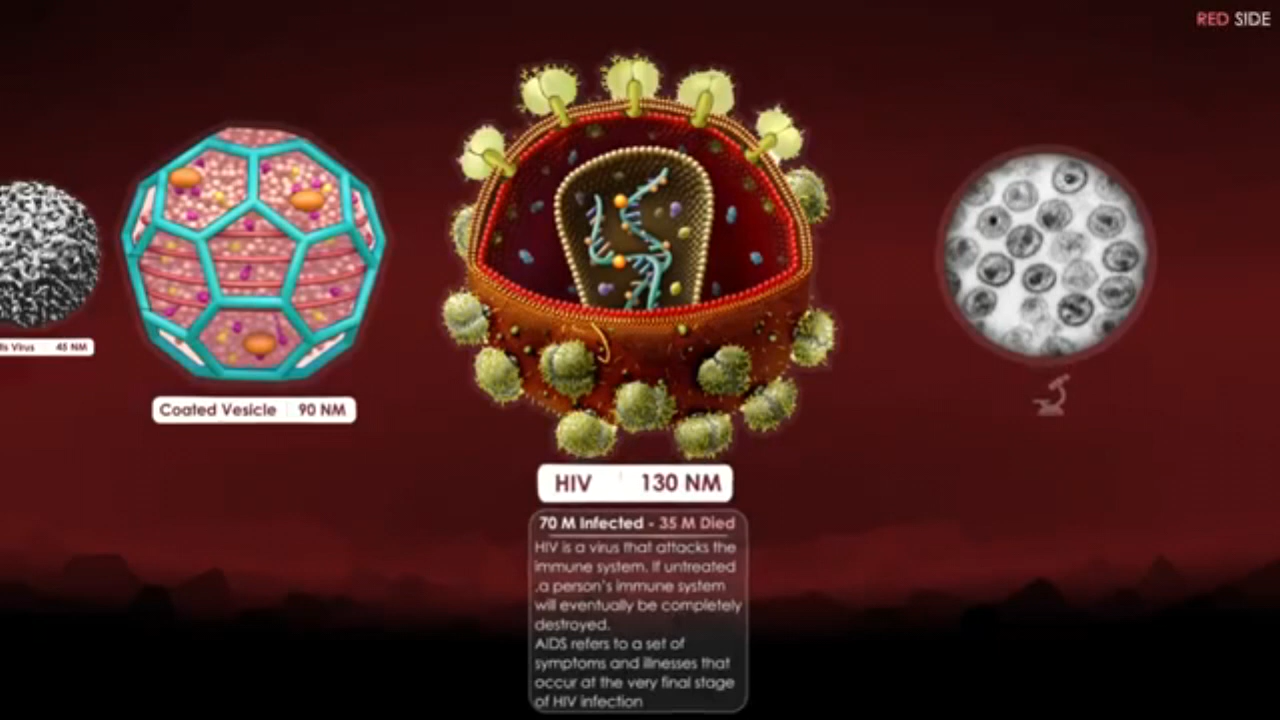 RED SIDE
Virus 45 NM
Coated Vesicle 90 NM
HIV 130 NM
70 M Infected - 35 M Died
HIV is a virus that attacks the
immune system. If untreated
.a person's immune system
will eventually be completely
destroyed.
AIDS refers to a set of
symptoms and illnesses that
occur at the very final stage
of HIV infection